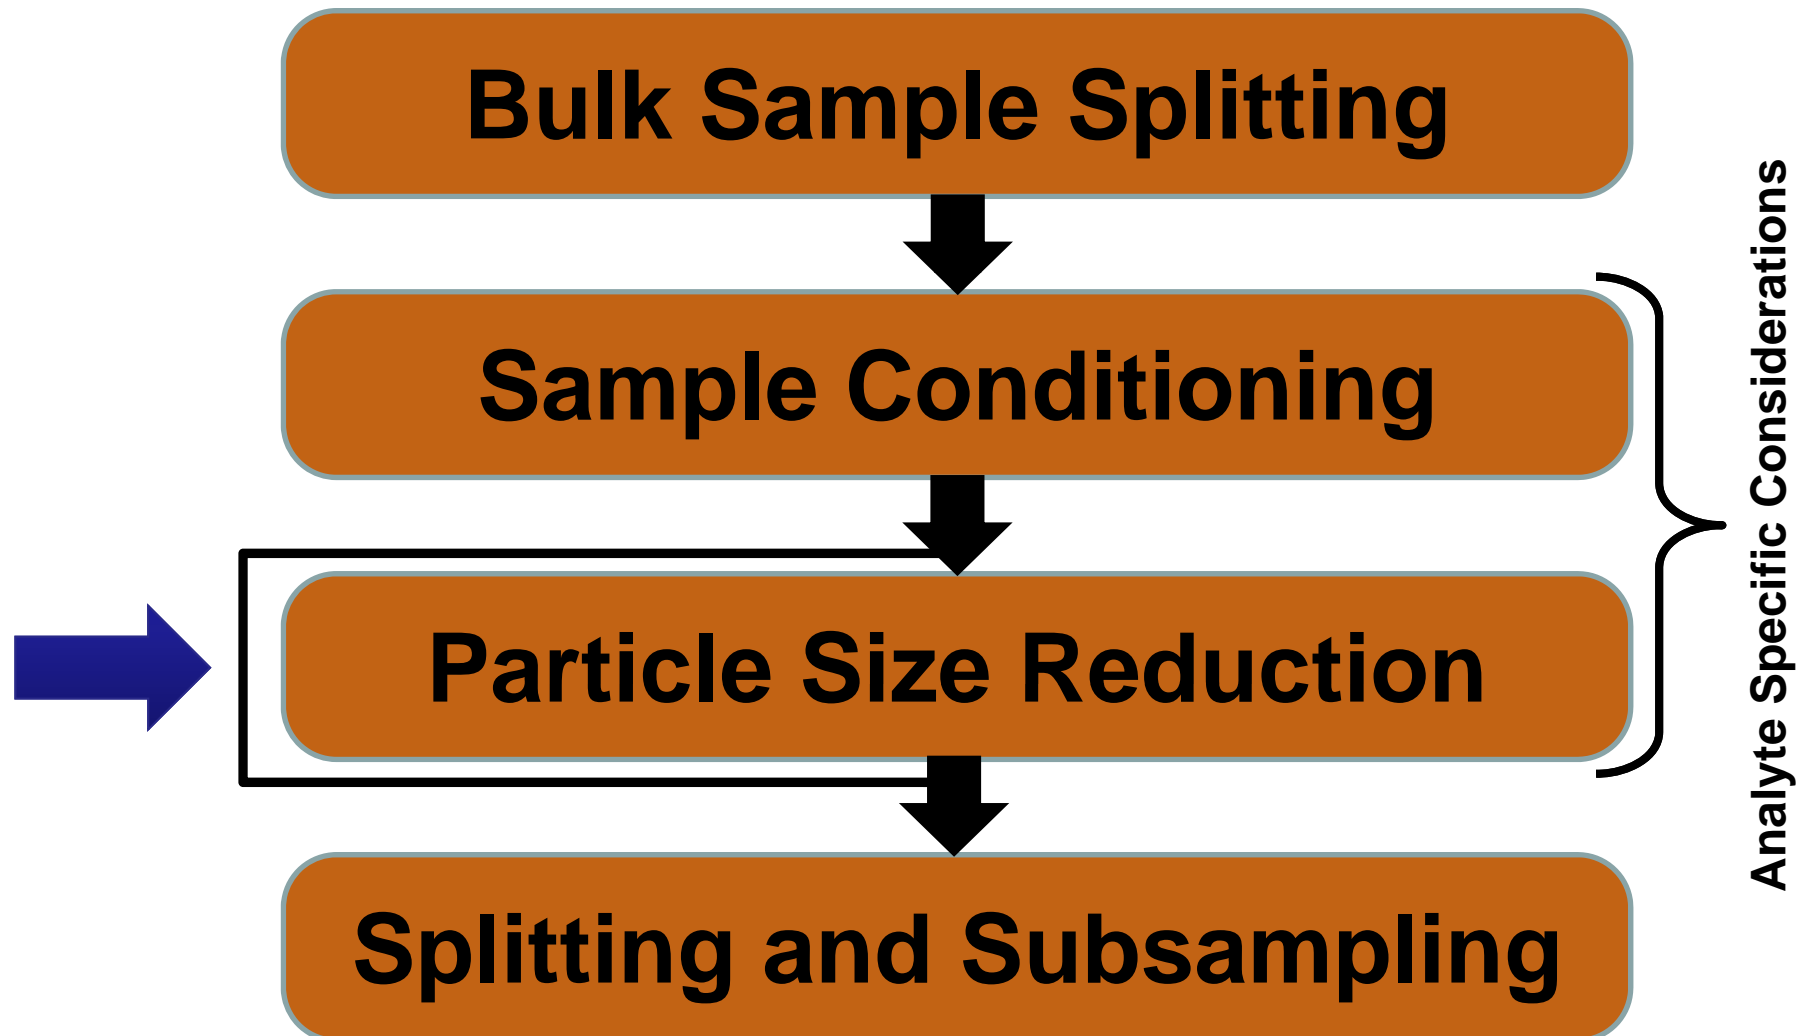 Bulk Sample Splitting
Sample Conditioning
Particle Size Reduction
Splitting and Subsampling
Analyte Specific Considerations